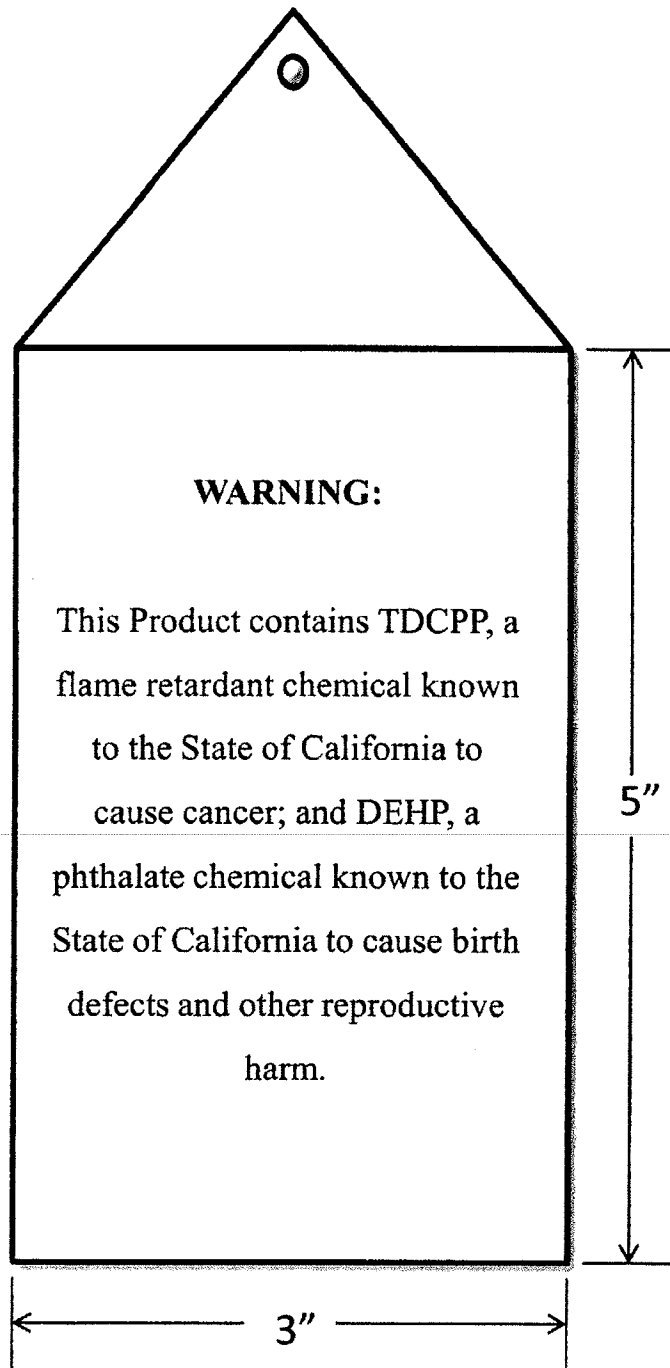 WARNING:
This Product contains TDCPP, a
flame retardant chemical known
to the State of California to
cause cancer; and DEHP, a
phthalate chemical known to the
State of California to cause birth
defects and other reproductive
harm.
5”
3”